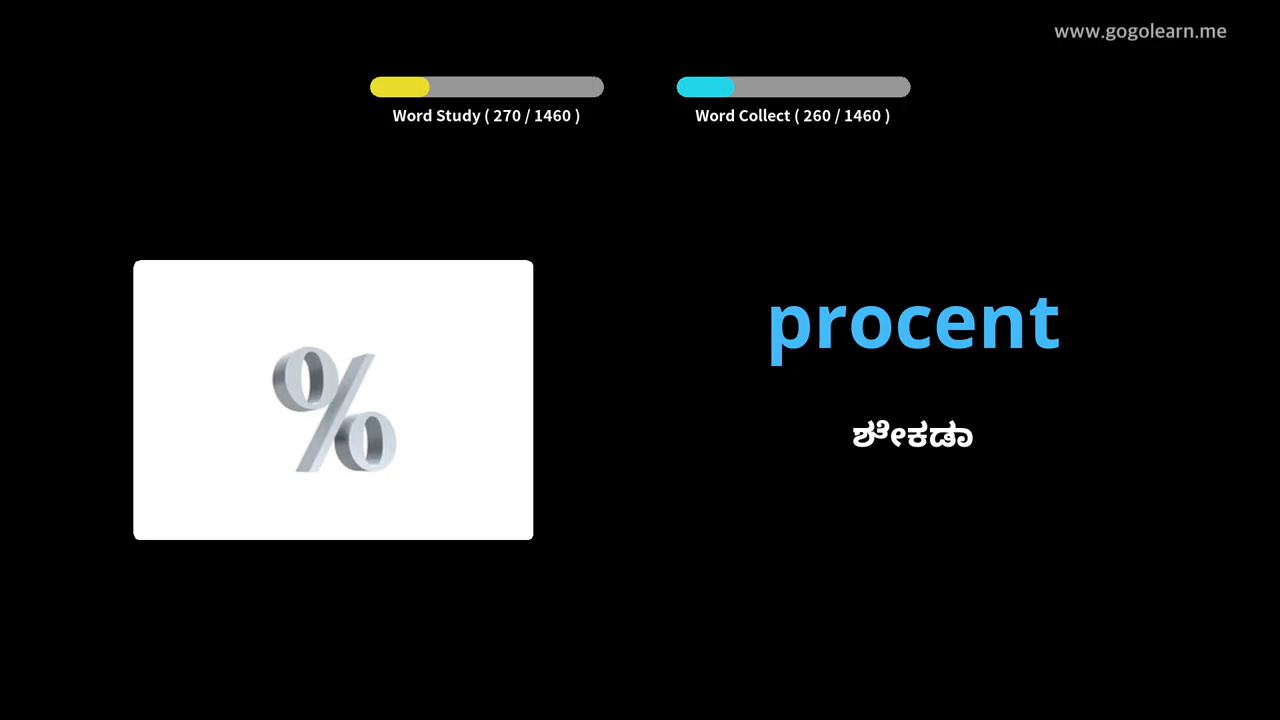 www.gogolearn.me
Word Study ( 270 / 1460 )
Word Collect ( 260 / 1460 )
%
procent
ಶೇಕಡಾ